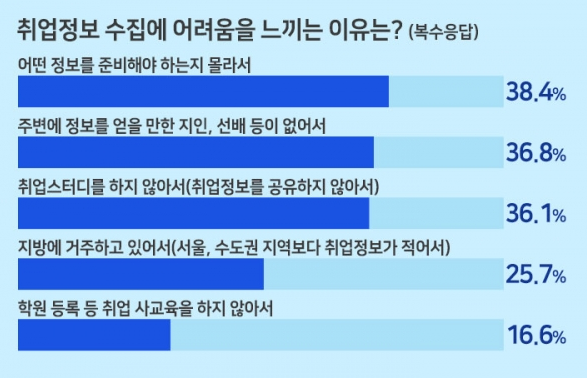 취업정보 수집에 어려움을 느끼는 이유는? (복수응답)
어떤 정보를 준비해야 하는지 몰라서
38.4%
주변에 정보를 얻을 만한 지인, 선배 등이 없어서
36.8%
취업스터디를 하지 않아서(취업정보를 공유하지 않아서)
36.1%
지방에 거주하고 있어서(서울, 수도권 지역보다 취업정보가 적어서)
25.7%
학원 등록 등 취업 사교육을 하지 않아서
16.6%